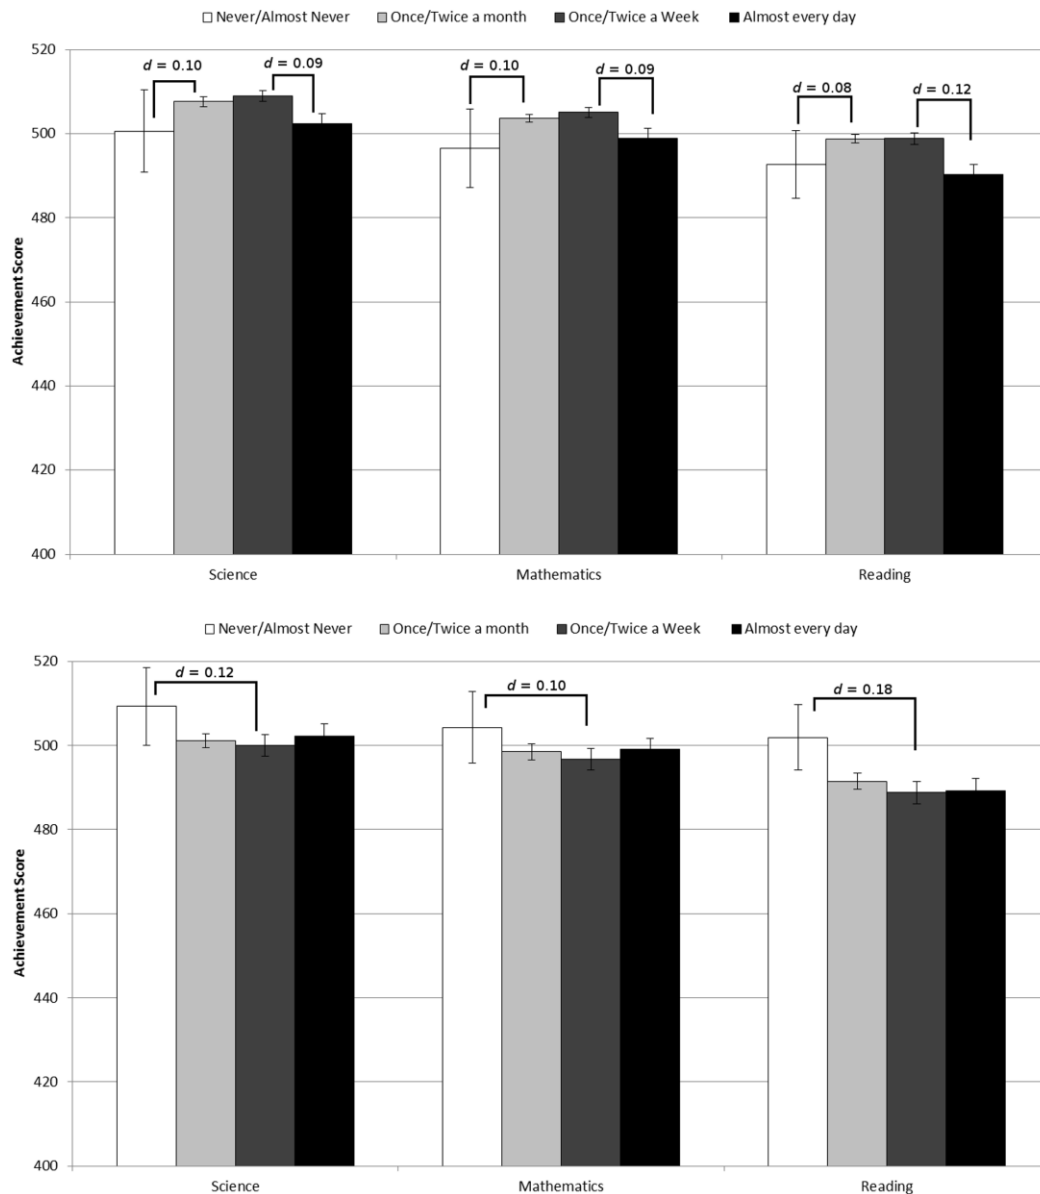 Never/Almost Never Once/Twice a month Once/Twice a Week Almost every day
520
d = 0.10 d = 0.09 d = 0.10 d = 0.09 d = 0.08 d = 0.12
500
480
460
Achievement Score
440
420
400
Science Mathematics Reading
Never/Almost Never Once/Twice a month Once/Twice a Week Almost every day
520
d = 0.12 d = 0.10 d = 0.18
500
480
460
Achievement Score
440
420
400
Science Mathematics Reading